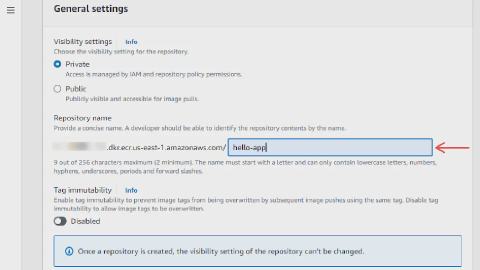 General settings
Visibility settings
Info
Choose the visibility setting for the repository.
Private
Access is managed by IAM and repository policy permissions.
Public
Publicly visible and accessible for image pulls.
Repository name
Provide a concise name. A developer should be able to identify the repository contents by the name.
.dkr.ecr.us-east-1.amazonaws.com/ hello-app
9 out of 256 characters maximum (2 minimum). The name must start with a letter and can only contain lowercase letters, numbers,
hyphens, underscores, periods and forward slashes.
Tag immutability
Info
Enable tag immutability to prevent image tags from being overwritten by subsequent image pushes using the same tag. Disable tag
immutability to allow image tags to be overwritten.
Disabled
Once a repository is created, the visibility setting of the repository can't be changed.